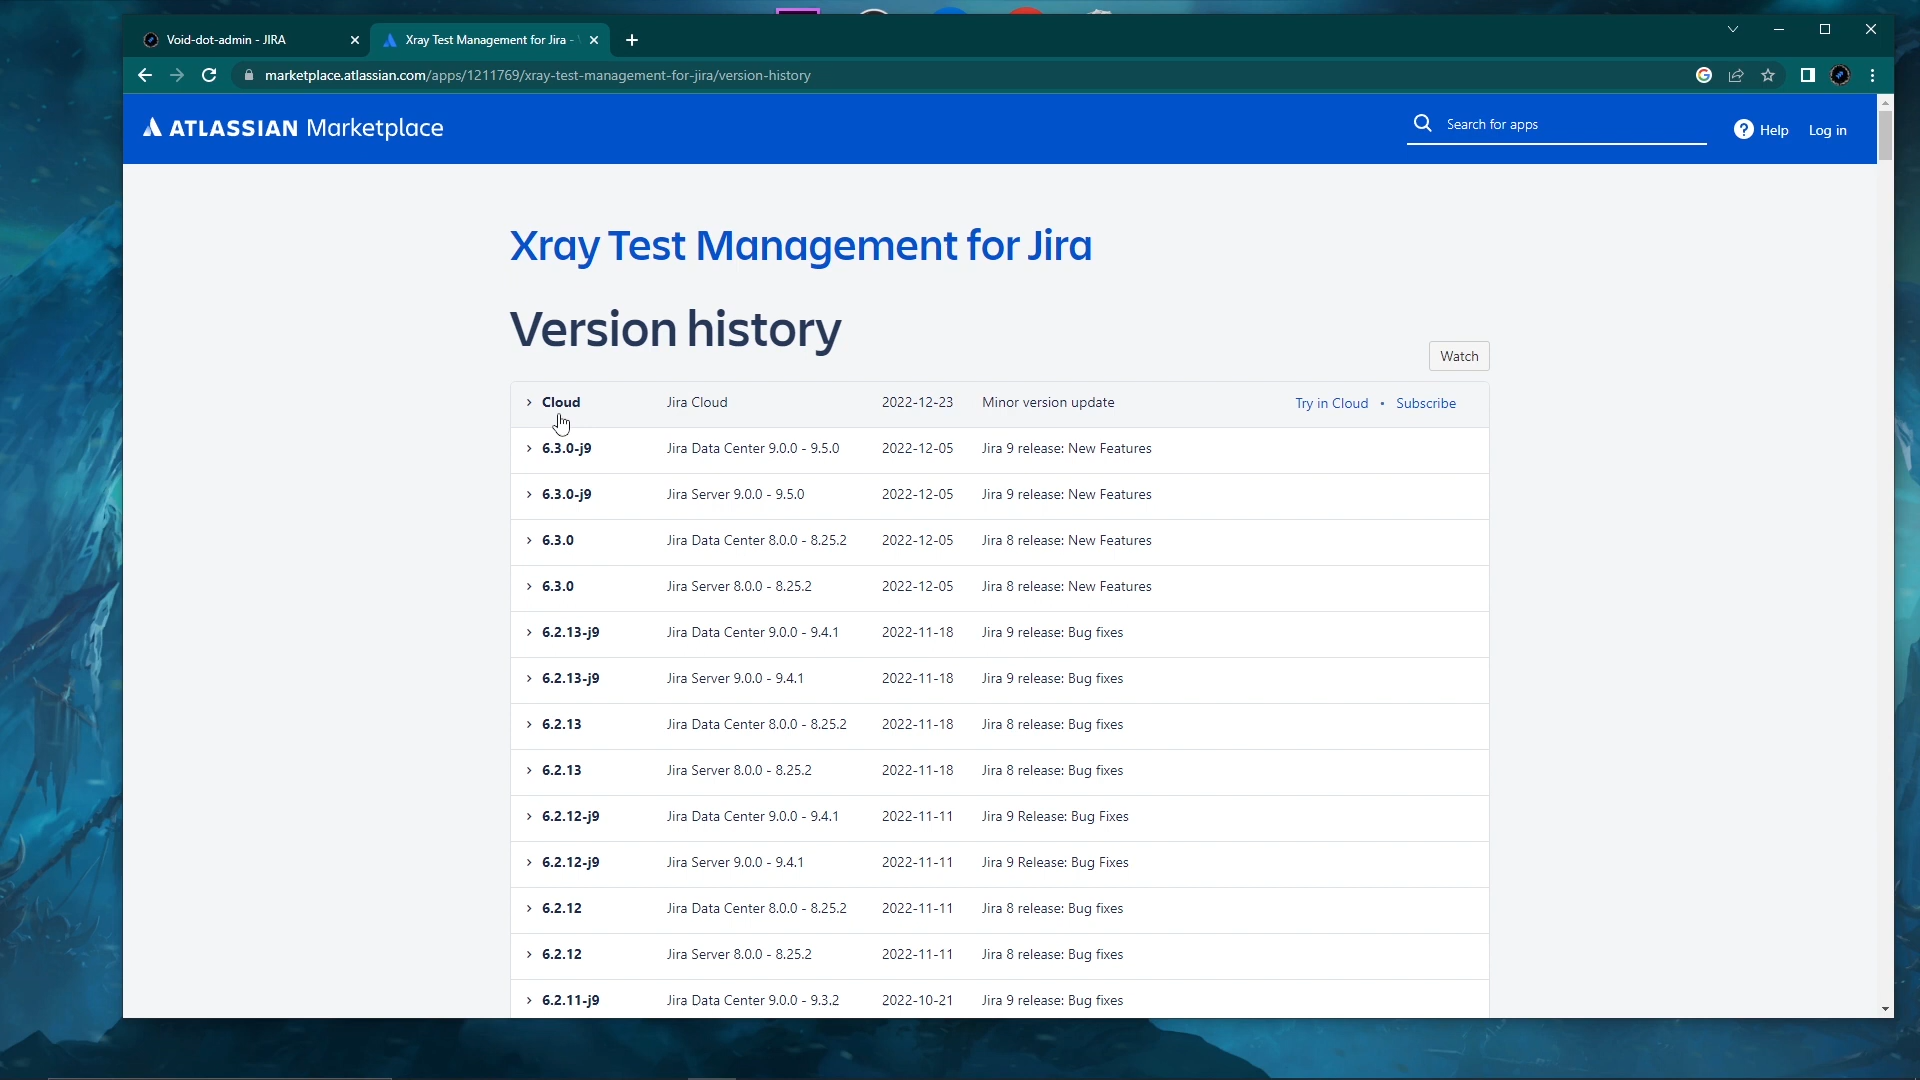 Void-dot-admin - JIRA
Xray Test Management for Jira -
marketplace.atlassian.com/apps/1211769/xray-test-management-for-jira/version-history
ATLASSIAN Marketplace
Search for apps
Help
Log in
Xray Test Management for Jira
Version history
Watch
Cloud Jira Cloud 2022-12-23 Minor version update Try in Cloud • Subscribe
6.3.0-j9 Jira Data Center 9.0.0 - 9.5.0 2022-12-05 Jira 9 release: New Features
6.3.0-j9 Jira Server 9.0.0 - 9.5.0 2022-12-05 Jira 9 release: New Features
6.3.0 Jira Data Center 8.0.0 - 8.25.2 2022-12-05 Jira 8 release: New Features
6.3.0 Jira Server 8.0.0 - 8.25.2 2022-12-05 Jira 8 release: New Features
6.2.13-j9 Jira Data Center 9.0.0 - 9.4.1 2022-11-18 Jira 9 release: Bug fixes
6.2.13-j9 Jira Server 9.0.0 - 9.4.1 2022-11-18 Jira 9 release: Bug fixes
6.2.13 Jira Data Center 8.0.0 - 8.25.2 2022-11-18 Jira 8 release: Bug fixes
6.2.13 Jira Server 8.0.0 - 8.25.2 2022-11-18 Jira 8 release: Bug fixes
6.2.12-j9 Jira Data Center 9.0.0 - 9.4.1 2022-11-11 Jira 9 Release: Bug Fixes
6.2.12-j9 Jira Server 9.0.0 - 9.4.1 2022-11-11 Jira 9 Release: Bug Fixes
6.2.12 Jira Data Center 8.0.0 - 8.25.2 2022-11-11 Jira 8 release: Bug fixes
6.2.12 Jira Server 8.0.0 - 8.25.2 2022-11-11 Jira 8 release: Bug fixes
6.2.11-j9 Jira Data Center 9.0.0 - 9.3.2 2022-10-21 Jira 9 release: Bug fixes